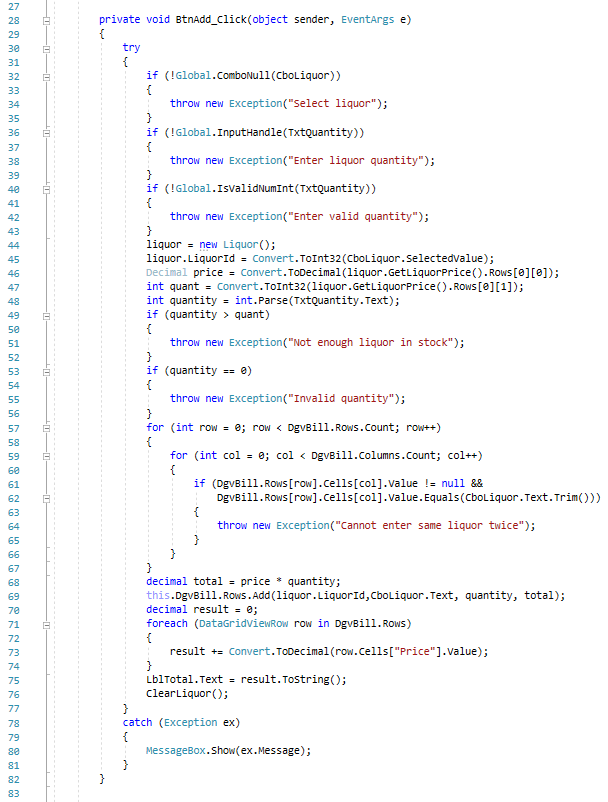 27
28 private void BtnAdd_Click(object sender, EventArgs e)
29 {
30 try
31 {
32 if (!Global.ComboNull(CboLiquor))
33 {
34 throw new Exception("Select liquor");
35 }
36 if (!Global.InputHandle(TxtQuantity))
37 {
38 throw new Exception("Enter liquor quantity");
39 }
40 if (!Global.IsValidNumInt(TxtQuantity))
41 {
42 throw new Exception("Enter valid quantity");
43 }
44 liquor = new Liquor();
45 liquor.LiquorId = Convert.ToInt32(CboLiquor.SelectedValue);
46 Decimal price = Convert.ToDecimal(liquor.GetLiquorPrice().Rows[0][0]);
47 int quant = Convert.ToInt32(liquor.GetLiquorPrice().Rows[0][1]);
48 int quantity = int.Parse(TxtQuantity.Text);
49 if (quantity > quant)
50 {
51 throw new Exception("Not enough liquor in stock");
52 }
53 if (quantity == 0)
54 {
55 throw new Exception("Invalid quantity");
56 }
57 for (int row = 0; row < DgvBill.Rows.Count; row++)
58 {
59 for (int col = 0; col < DgvBill.Columns.Count; col++)
60 {
61 if (DgvBill.Rows[row].Cells[col].Value != null &&
62 DgvBill.Rows[row].Cells[col].Value.Equals(CboLiquor.Text.Trim()))
63 {
64 throw new Exception("Cannot enter same liquor twice");
65 }
66 }
67 }
68 decimal total = price * quantity;
69 this.DgvBill.Rows.Add(liquor.LiquorId,CboLiquor.Text, quantity, total);
70 decimal result = 0;
71 foreach (DataGridViewRow row in DgvBill.Rows)
72 {
73 result += Convert.ToDecimal(row.Cells["Price"].Value);
74 }
75 LblTotal.Text = result.ToString();
76 ClearLiquor();
77 }
78 catch (Exception ex)
79 {
80 MessageBox.Show(ex.Message);
81 }
82 }
83